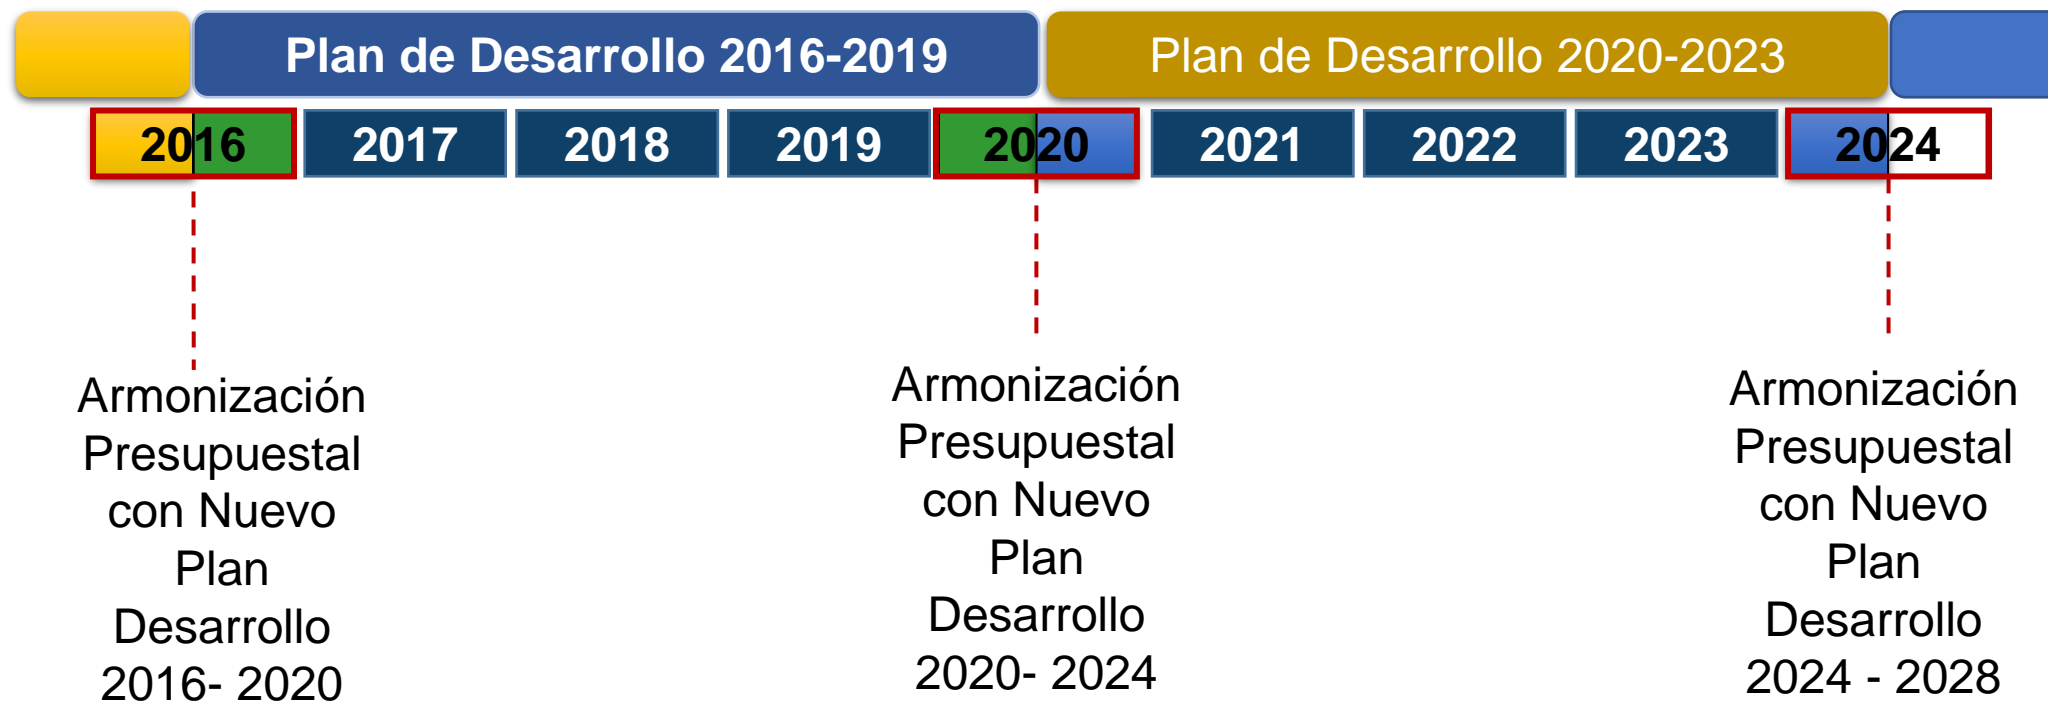 Plan de Desarrollo 2016-2019
Plan de Desarrollo 2020-2023
2016
2017
2018
2019
2020
2021
2022
2023
2024
Armonización
Presupuestal
con Nuevo
Plan
Desarrollo
2016- 2020
Armonización
Presupuestal
con Nuevo
Plan
Desarrollo
2020- 2024
Armonización
Presupuestal
con Nuevo
Plan
Desarrollo
2024 - 2028